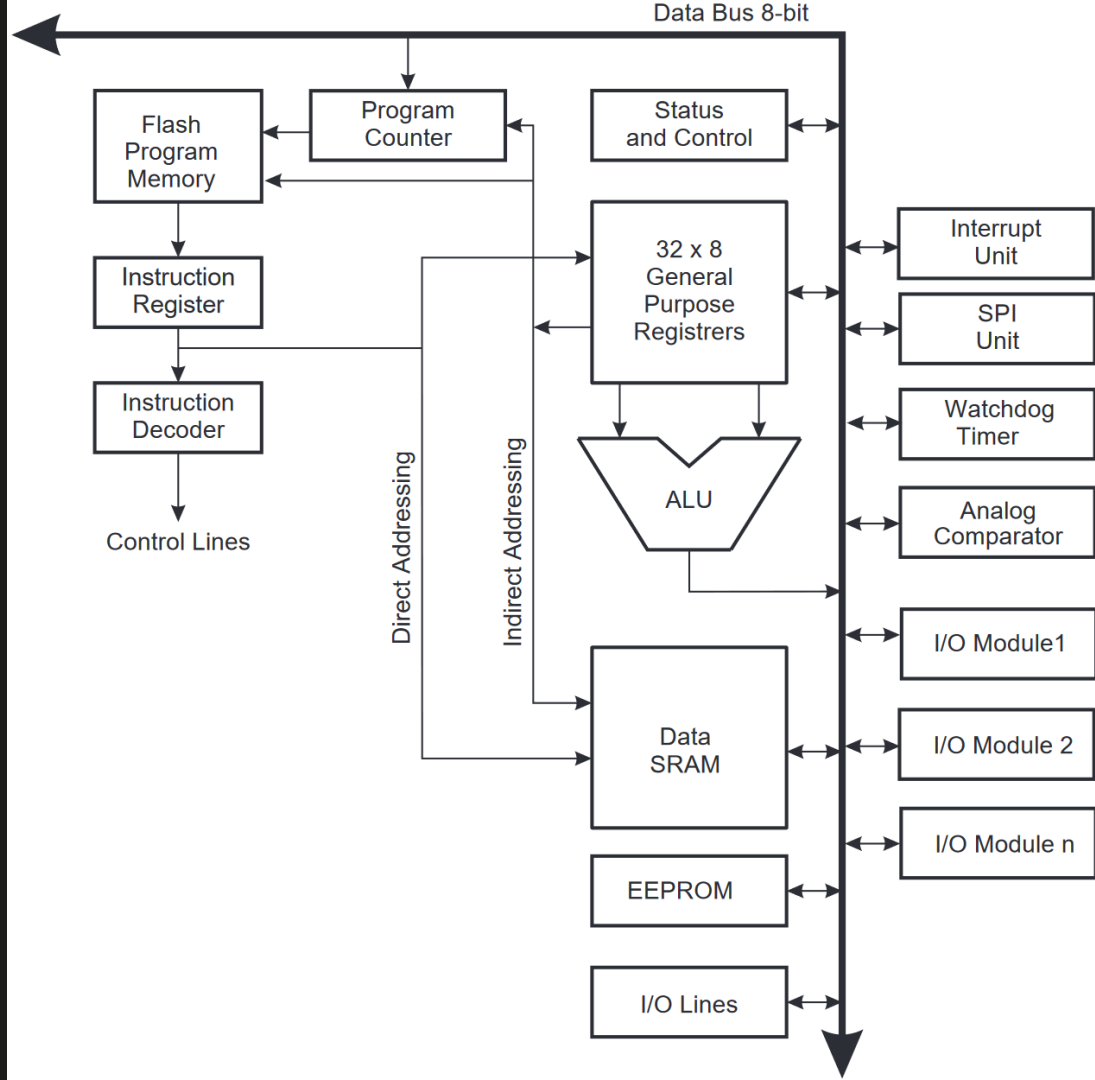 Data Bus 8-bit
Flash
Program
Memory
Program
Counter
Status
and Control
Interrupt
Unit
32 x 8
General
Purpose
Registrers
Instruction
Register
SPI
Unit
Instruction
Decoder
Watchdog
Timer
Control Lines
Direct Addressing
Indirect Addressing
ALU
Analog
Comparator
I/O Module1
Data
SRAM
I/O Module 2
I/O Module n
EEPROM
I/O Lines